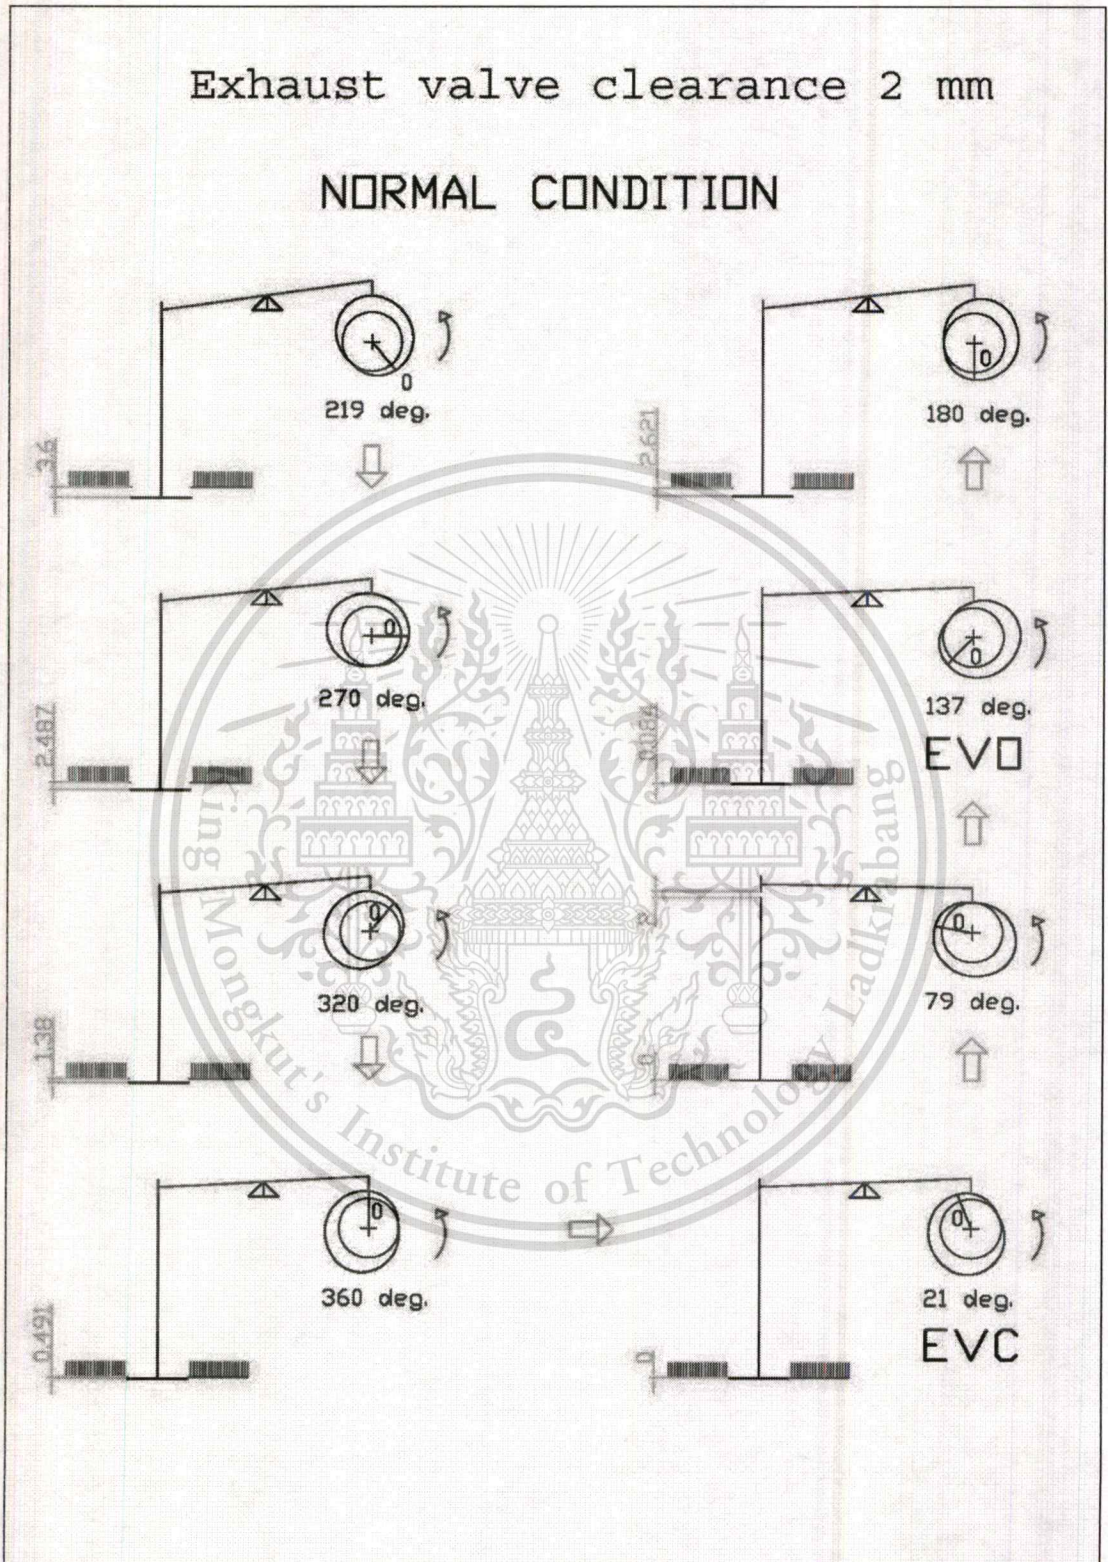 Exhaust valve clearance 2 mm
NORMAL CONDITION
0
219 deg.
3.6
0
180 deg.
2.621
0
270 deg.
2.487
0
137 deg.
EVO
0.084
0
320 deg.
1.38
0
79 deg.
2
0
0
360 deg.
0.491
0
21 deg.
EVC
0
King Mongkut's Institute of Technology Ladkrabang